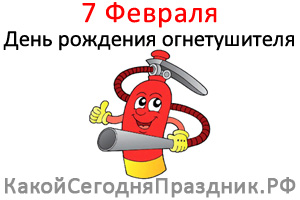 7 Февраля
День рождения огнетушителя
КакойСегодняПраздник.РФ